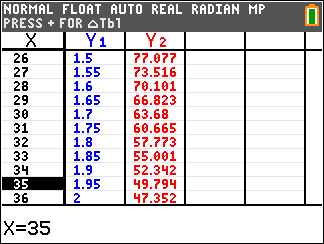 NORMAL FLOAT AUTO REAL RADIAN MP
PRESS + FOR △Tbl
X Y1 Y2
26 1.5 77.077
27 1.55 73.516
28 1.6 70.101
29 1.65 66.823
30 1.7 63.68
31 1.75 60.665
32 1.8 57.773
33 1.85 55.001
34 1.9 52.342
35 1.95 49.794
36 2 47.352
X=35